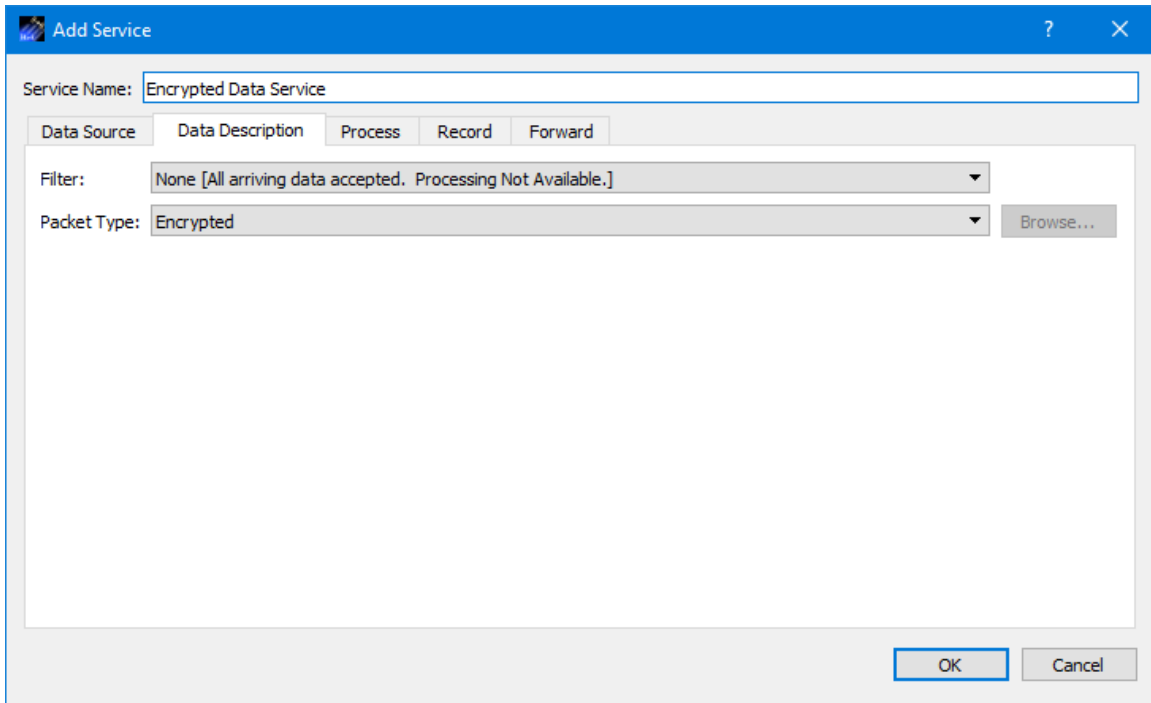 Add Service
?
Service Name: Encrypted Data Service
Data Source Data Description Process Record Forward
Filter: None [All arriving data accepted.  Processing Not Available.]
Packet Type: Encrypted Browse...
OK Cancel